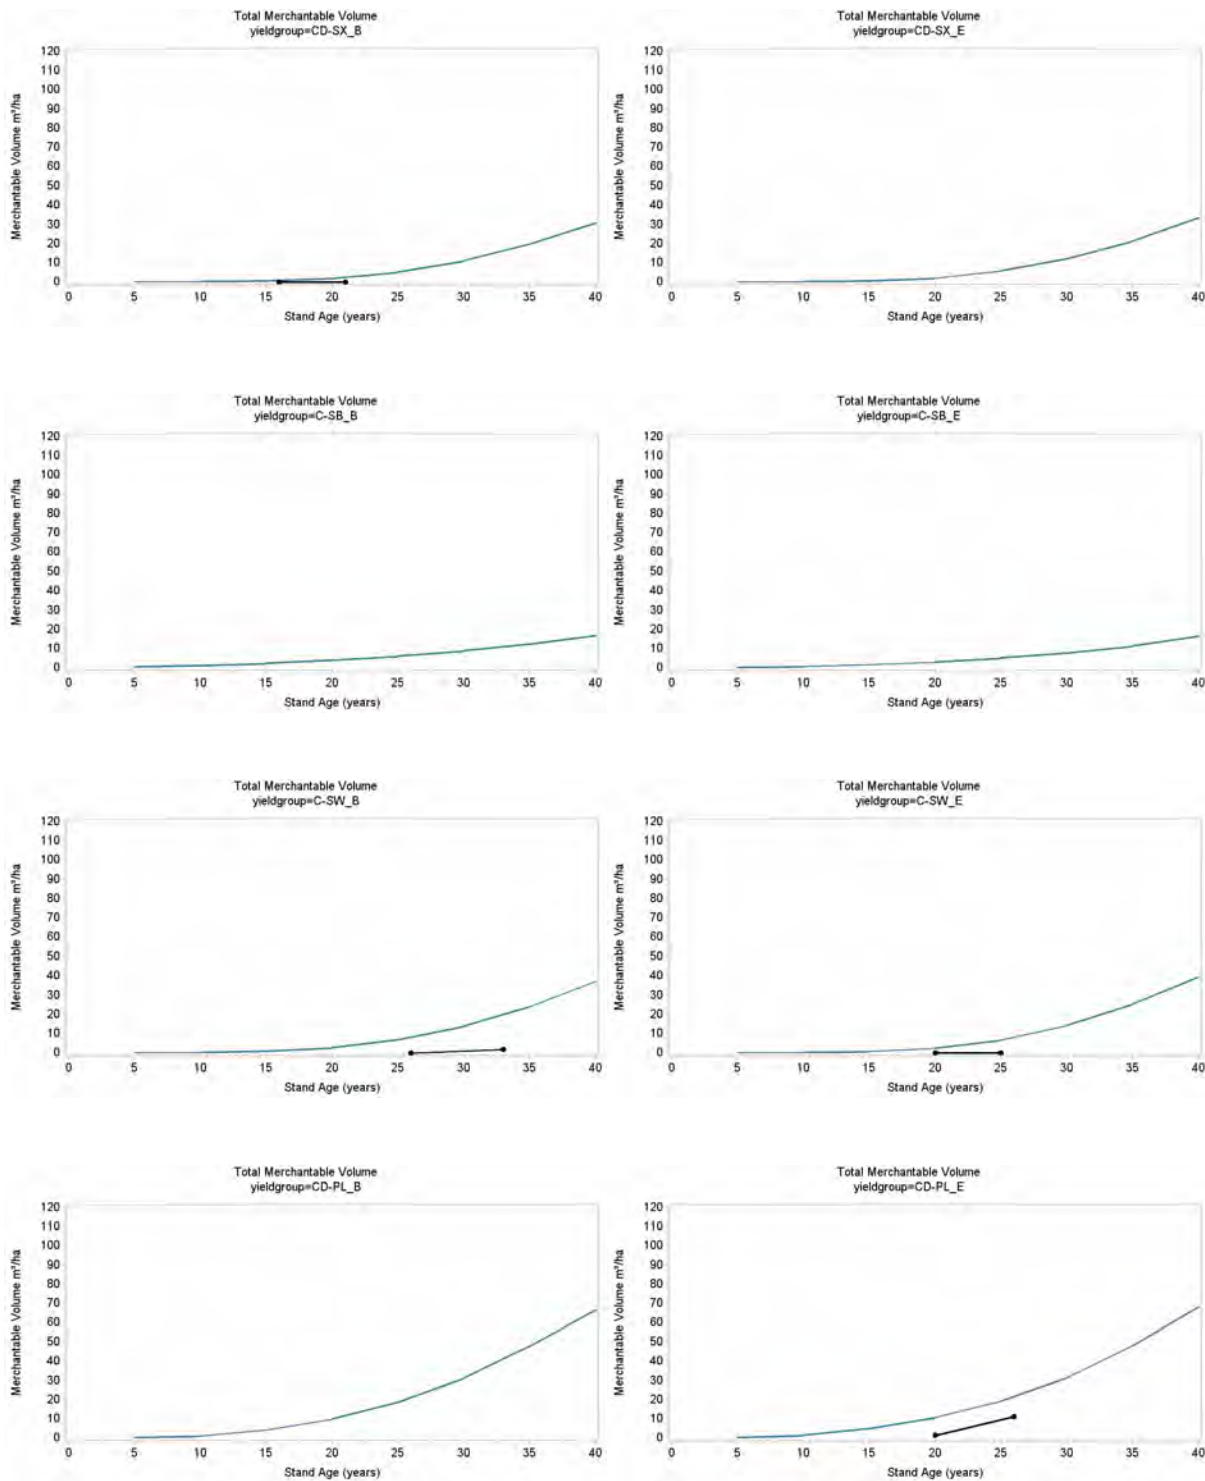 Total Merchantable Volume
yieldgroup=CD-SX_B
Merchantable Volume m³/ha
120
110
100
90
80
70
60
50
40
30
20
10
0
0 5 10 15 20 25 30 35 40
Stand Age (years)
Total Merchantable Volume
yieldgroup=CD-SX_E
Merchantable Volume m³/ha
120
110
100
90
80
70
60
50
40
30
20
10
0
0 5 10 15 20 25 30 35 40
Stand Age (years)
Total Merchantable Volume
yieldgroup=C-SB_B
Merchantable Volume m³/ha
120
110
100
90
80
70
60
50
40
30
20
10
0
0 5 10 15 20 25 30 35 40
Stand Age (years)
Total Merchantable Volume
yieldgroup=C-SB_E
Merchantable Volume m³/ha
120
110
100
90
80
70
60
50
40
30
20
10
0
0 5 10 15 20 25 30 35 40
Stand Age (years)
Total Merchantable Volume
yieldgroup=C-SW_B
Merchantable Volume m³/ha
120
110
100
90
80
70
60
50
40
30
20
10
0
0 5 10 15 20 25 30 35 40
Stand Age (years)
Total Merchantable Volume
yieldgroup=C-SW_E
Merchantable Volume m³/ha
120
110
100
90
80
70
60
50
40
30
20
10
0
0 5 10 15 20 25 30 35 40
Stand Age (years)
Total Merchantable Volume
yieldgroup=CD-PL_B
Merchantable Volume m³/ha
120
110
100
90
80
70
60
50
40
30
20
10
0
0 5 10 15 20 25 30 35 40
Stand Age (years)
Total Merchantable Volume
yieldgroup=CD-PL_E
Merchantable Volume m³/ha
120
110
100
90
80
70
60
50
40
30
20
10
0
0 5 10 15 20 25 30 35 40
Stand Age (years)